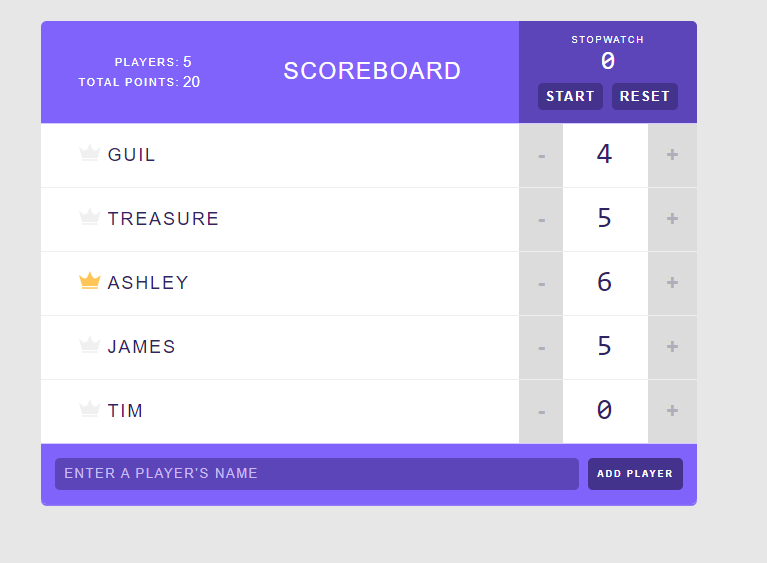 PLAYERS: 5
TOTAL POINTS: 20
SCOREBOARD
STOPWATCH
0
START RESET
GUIL - 4 +
TREASURE - 5 +
ASHLEY - 6 +
JAMES - 5 +
TIM - 0 +
ENTER A PLAYER'S NAME ADD PLAYER